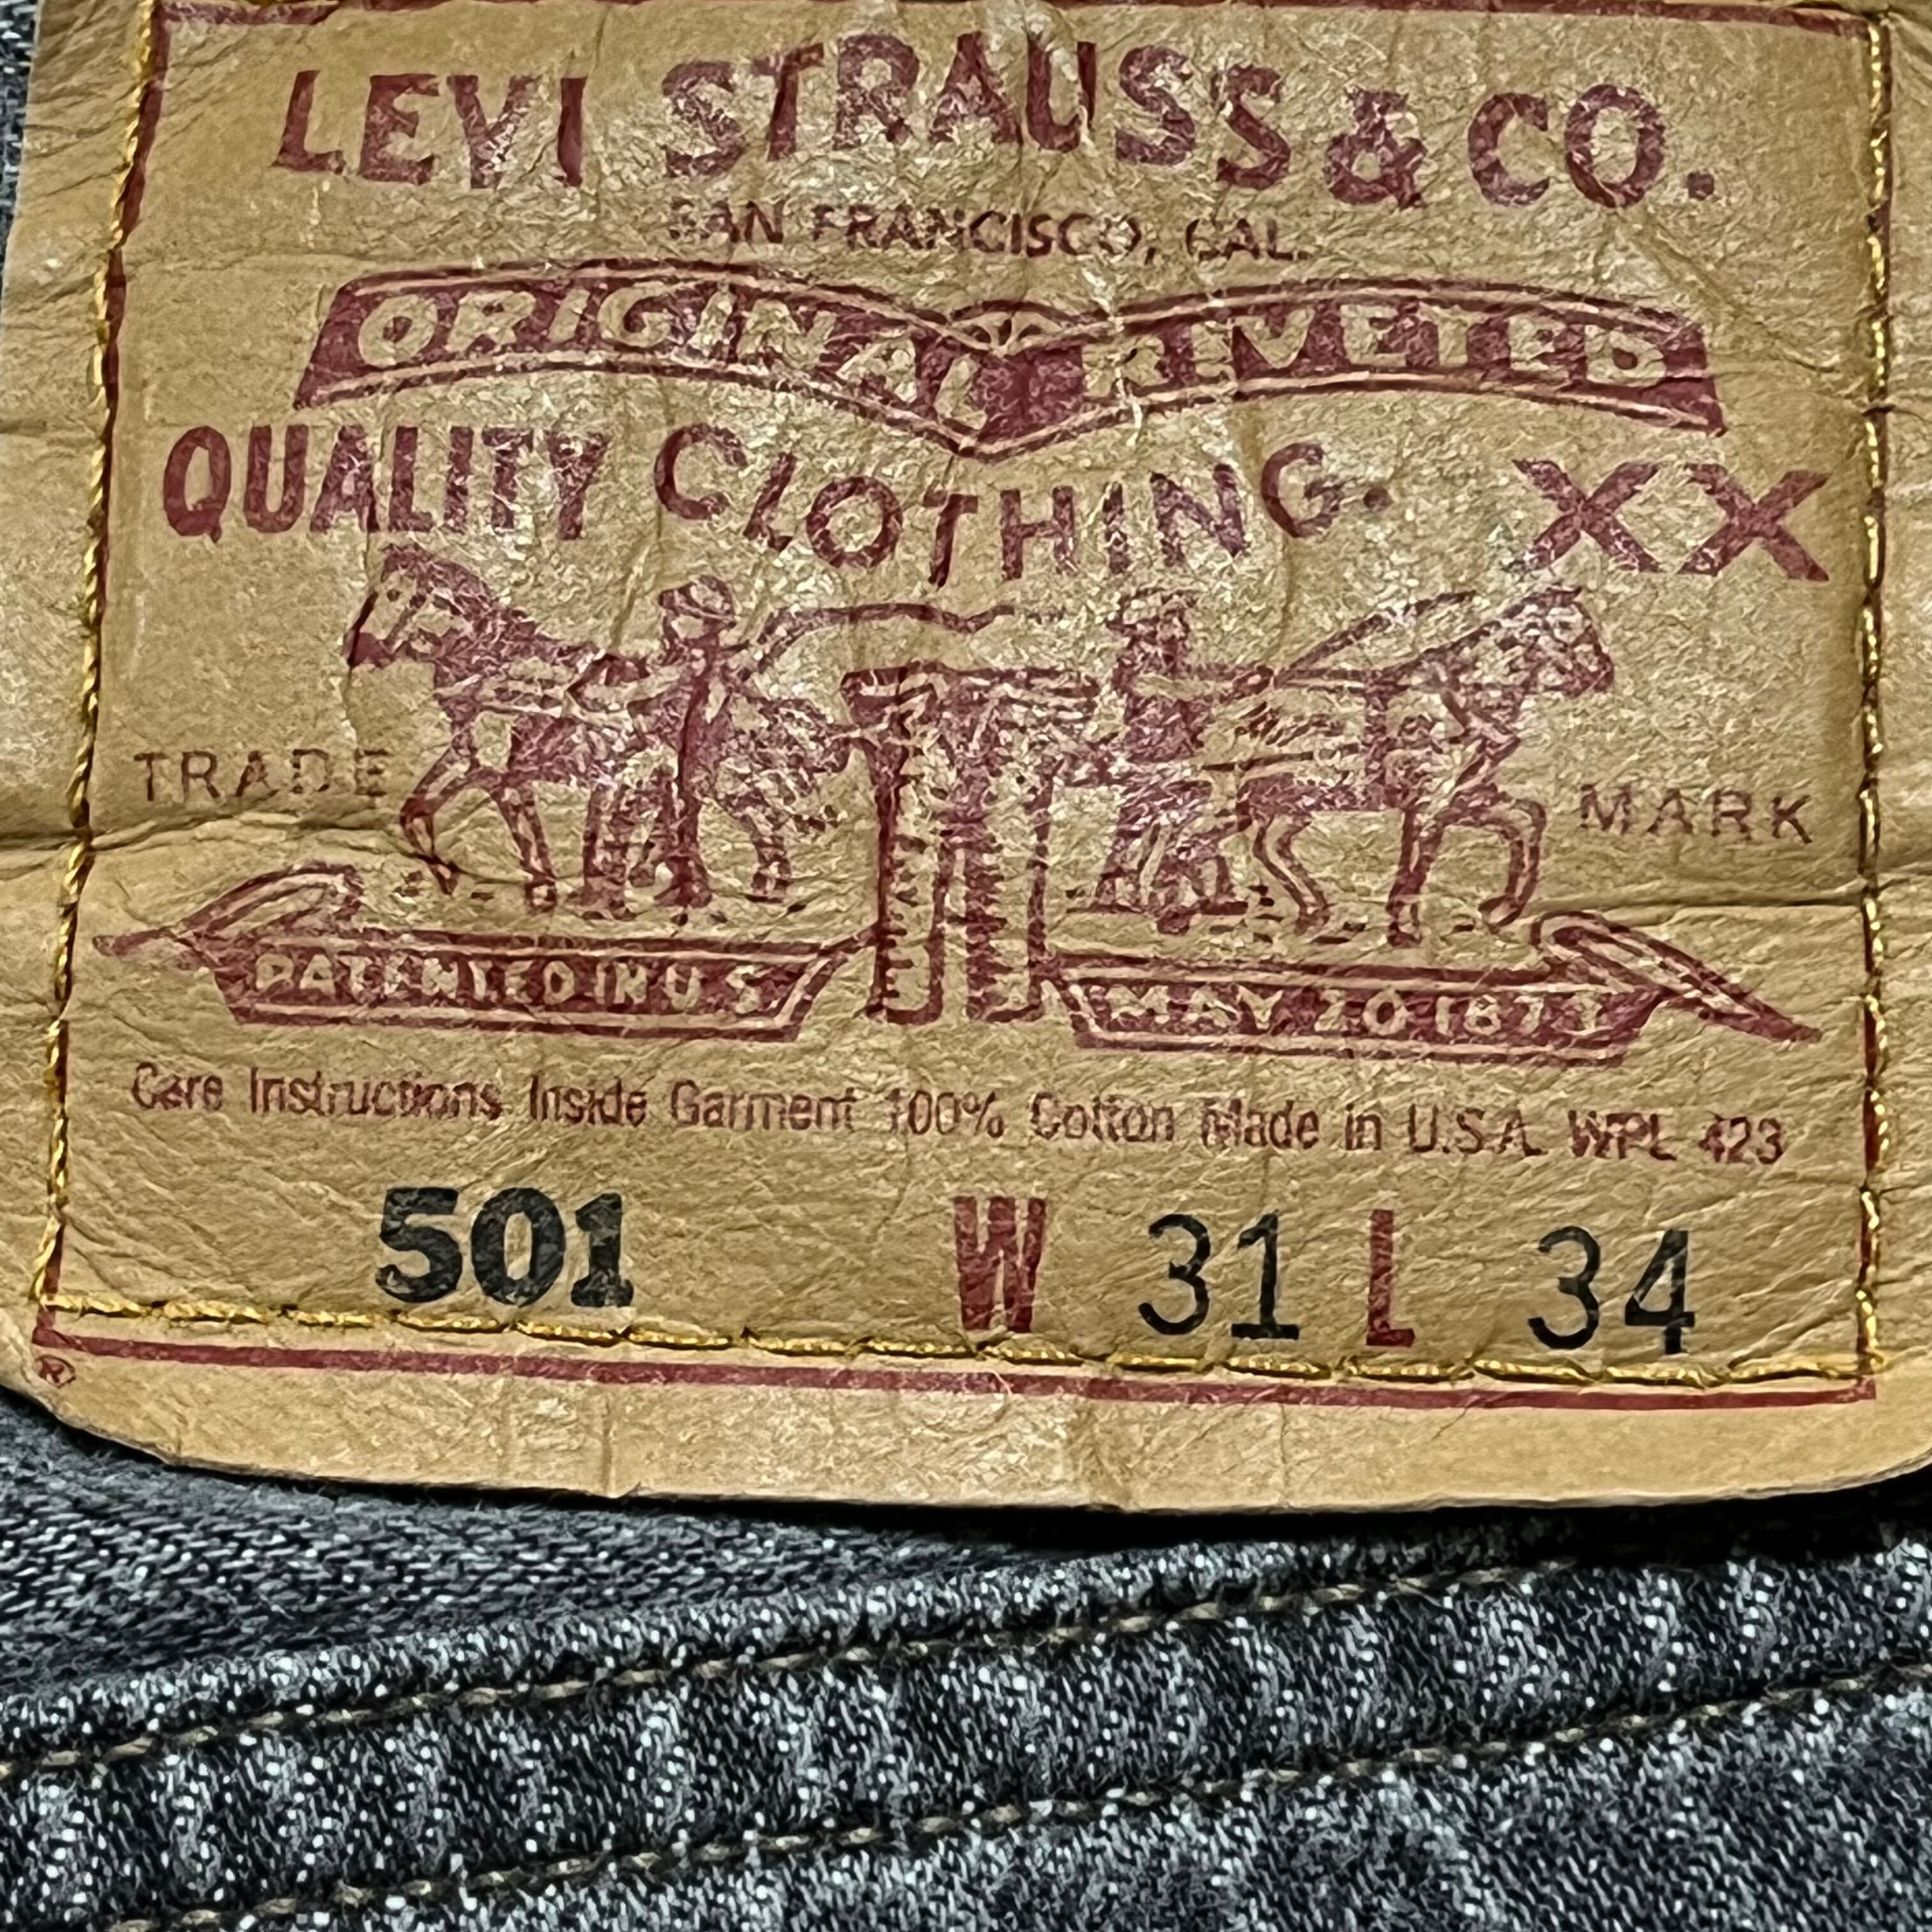 LEVI STRAUSS & CO.
SAN FRANCISCO, CAL.
ORIGINAL RIVETED
QUALITY CLOTHING. XX
TRADE MARK
PATENTED IN U S
MAY 20 1873
Care Instructions Inside Garment 100% Cotton Made in U.S.A. WPL 423
501 W 31 L 34
®